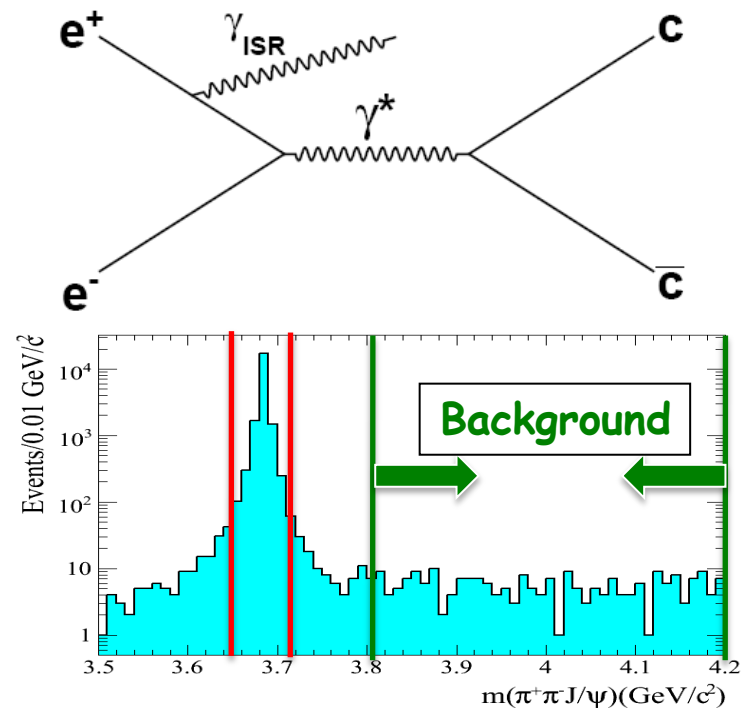 e⁺
γ_ISR
c
γ*
e⁻
c̅
Events/0.01 GeV/c²
10⁴
10³
10²
10
1
Background
3.5 3.6 3.7 3.8 3.9 4 4.1 4.2
m(π⁺π⁻J/ψ)(GeV/c²)